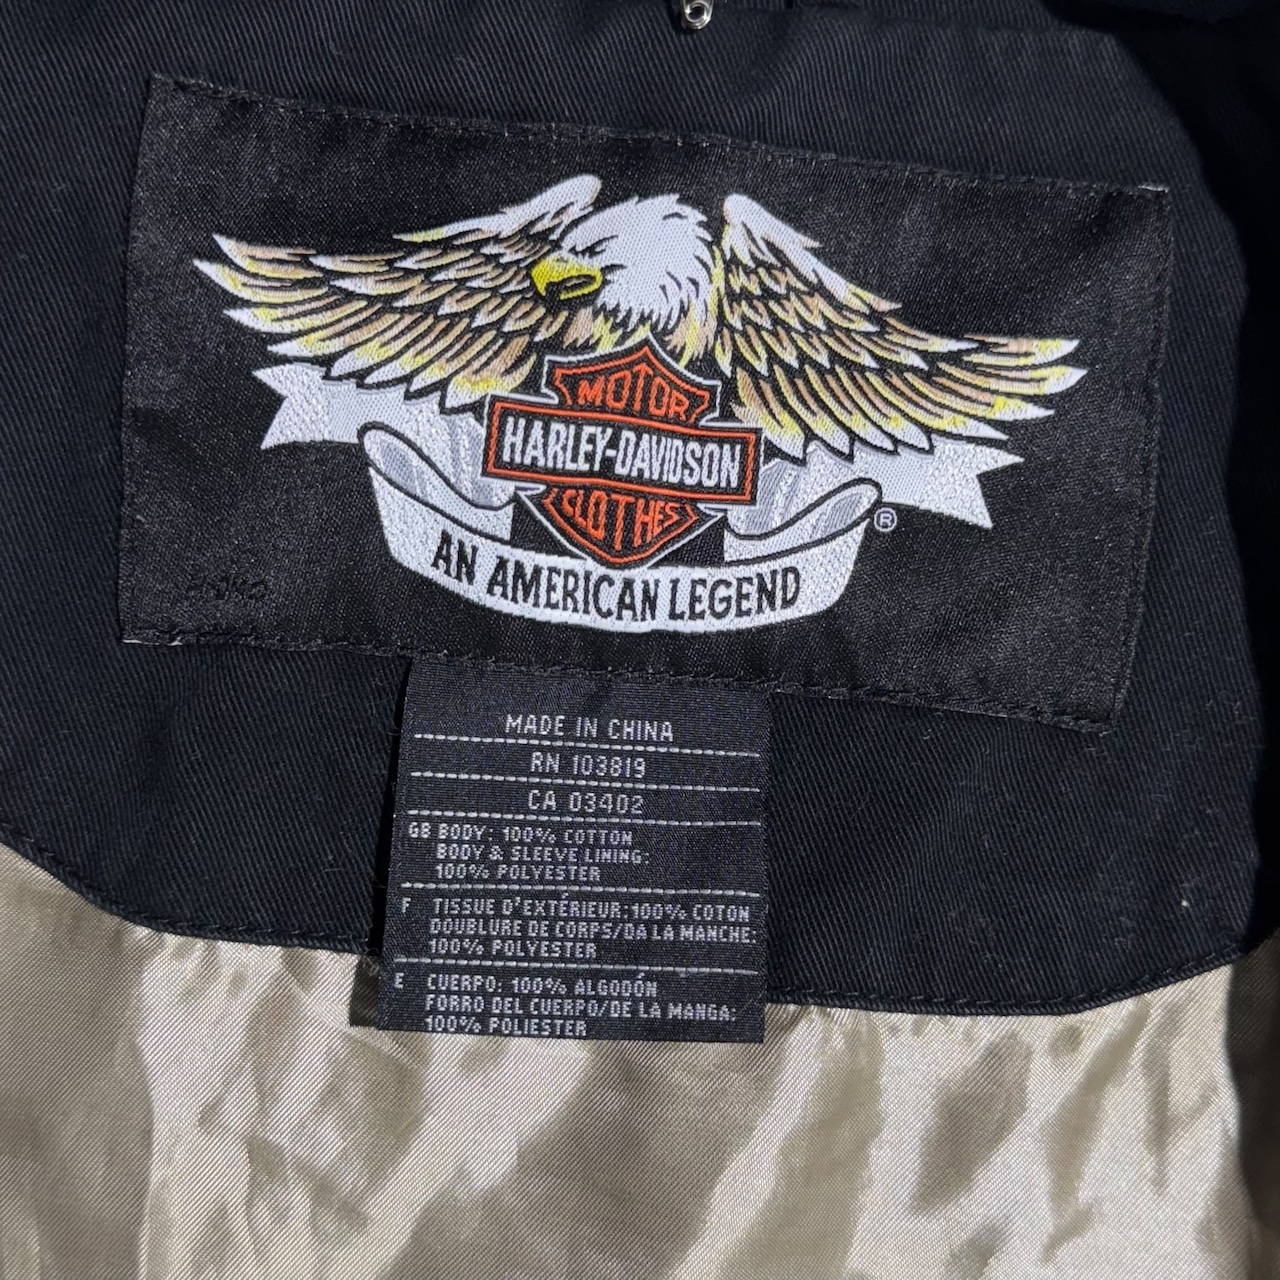 MOTOR
HARLEY-DAVIDSON
CLOTHES
®
AN AMERICAN LEGEND
MADE IN CHINA
RN 103819
CA 03402
GB BODY: 100% COTTON
BODY & SLEEVE LINING:
100% POLYESTER
F TISSUE D'EXTÉRIEUR:100% COTON
DOUBLURE DE CORPS/DA LA MANCHE:
100% POLYESTER
E CUERPO: 100% ALGODÓN
FORRO DEL CUERPO/DE LA MANGA:
100% POLIESTER